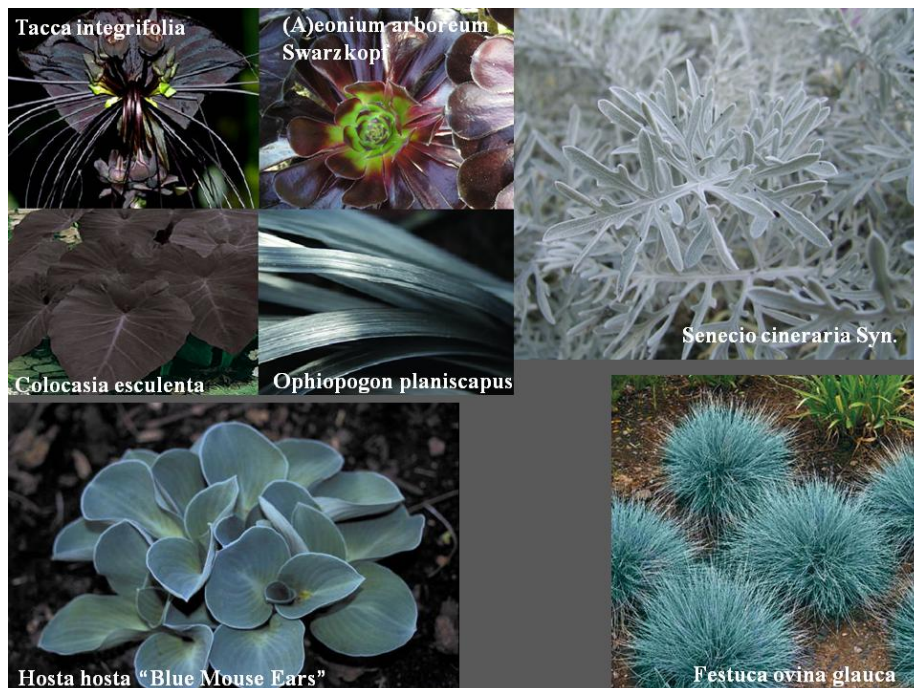 Tacca integrifolia
(A)eonium arboreum
Swarzkopf
Senecio cineraria Syn.
Colocasia esculenta
Ophiopogon planiscapus
Hosta hosta “Blue Mouse Ears”
Festuca ovina glauca